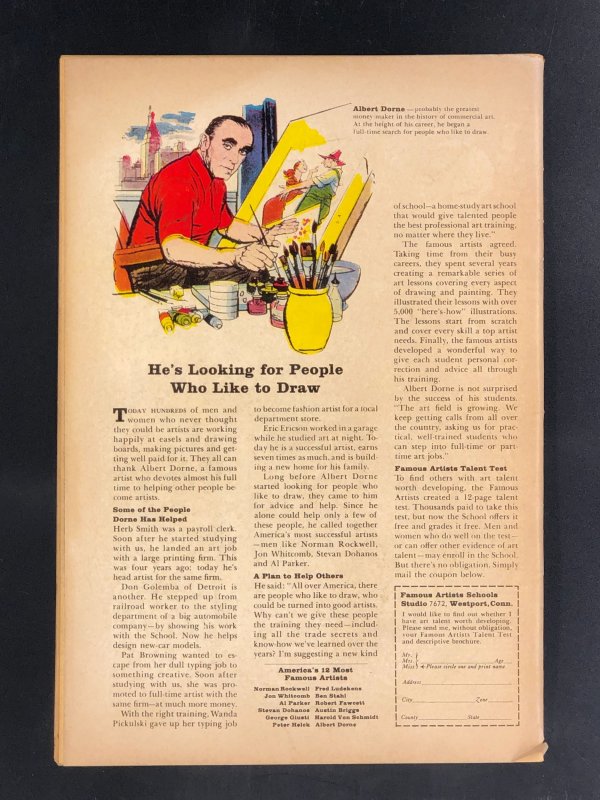 Albert Dorne—probably the greatest
money maker in the history of commercial art.
At the height of his career, he began a
full-time search for people who like to draw.
He's Looking for People
Who Like to Draw
TODAY HUNDREDS of men and
women who never thought
they could be artists are working
happily at easels and drawing
boards, making pictures and get-
ting well paid for it. They all can
thank Albert Dorne, a famous
artist who devotes almost his full
time to helping other people be-
come artists.
Some of the People
Dorne Has Helped
Herb Smith was a payroll clerk.
Soon after he started studying
with us, he landed an art job
with a large printing firm. This
was four years ago; today he's
head artist for the same firm.
Don Golemba of Detroit is
another. He stepped up from
railroad worker to the styling
department of a big automobile
company—by showing his work
with the School. Now he helps
design new-car models.
Pat Browning wanted to es-
cape from her dull typing job to
something creative. Soon after
studying with us, she was pro-
moted to full-time artist with the
same firm—at much more money.
With the right training, Wanda
Pickulski gave up her typing job
to become fashion artist for a local
department store.
Eric Ericson worked in a garage
while he studied art at night. To-
day he is a successful artist, earns
seven times as much, and is build-
ing a new home for his family.
Long before Albert Dorne
started looking for people who
like to draw, they came to him
for advice and help. Since he
alone could help only a few of
these people, he called together
America's most successful artists
—men like Norman Rockwell,
Jon Whitcomb, Stevan Dohanos
and Al Parker.
A Plan to Help Others
He said: "All over America, there
are people who like to draw, who
could be turned into good artists.
Why can't we give these people
the training they need—includ-
ing all the trade secrets and
know-how we've learned over the
years? I'm suggesting a new kind
America's 12 Most
Famous Artists
Norman Rockwell Fred Ludekens
Jon Whitcomb Ben Stahl
Al Parker Robert Fawcett
Stevan Dohanos Austin Briggs
George Giusti Harold Von Schmidt
Peter Helck Albert Dorne
of school—a home-study art school
that would give talented people
the best professional art training,
no matter where they live."
The famous artists agreed.
Taking time from their busy
careers, they spent several years
creating a remarkable series of
art lessons covering every aspect
of drawing and painting. They
illustrated their lessons with over
5,000 "here's-how" illustrations.
The lessons start from scratch
and cover every skill a top artist
needs. Finally, the famous artists
developed a wonderful way to
give each student personal cor-
rection and advice all through
his training.
Albert Dorne is not surprised
by the success of his students.
"The art field is growing. We
keep getting calls from all over
the country, asking us for prac-
tical, well-trained students who
can step into full-time or part-
time art jobs."
Famous Artists Talent Test
To find others with art talent
worth developing, the Famous
Artists created a 12-page talent
test. Thousands paid to take this
test, but now the School offers it
free and grades it free. Men and
women who do well on the test—
or can offer other evidence of art
talent—may enroll in the School.
But there's no obligation. Simply
mail the coupon below.
Famous Artists Schools
Studio 7672, Westport, Conn.
I would like to find out whether I
have art talent worth developing.
Please send me, without obligation,
your Famous Artists Talent Test
and descriptive brochure.
Mr.
Mrs. Age
Miss Please circle one and print name
Address
City Zone
County State